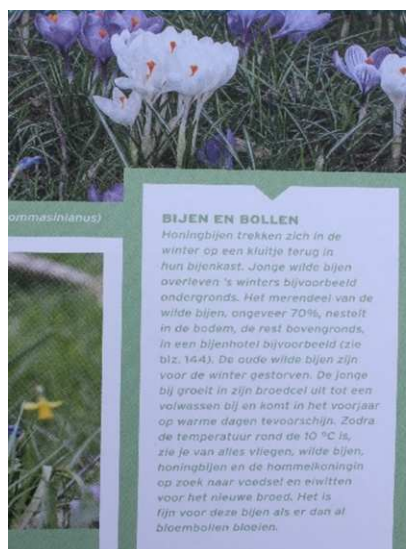 ommasinianus)
BIJEN EN BOLLEN
Honingbijen trekken zich in de
winter op een kluitje terug in
hun bijenkast. Jonge wilde bijen
overleven 's winters bijvoorbeeld
ondergronds. Het merendeel van de
wilde bijen, ongeveer 70%, nestelt
in de bodem, de rest bovengronds,
in een bijenhotel bijvoorbeeld (zie
blz. 144). De oude wilde bijen zijn
voor de winter gestorven. De jonge
bij groeit in zijn broedcel uit tot een
volwassen bij en komt in het voorjaar
op warme dagen tevoorschijn. Zodra
de temperatuur rond de 10 °C is,
zie je van alles vliegen, wilde bijen,
honingbijen en de hommelkoningin
op zoek naar voedsel en eiwitten
voor het nieuwe broed. Het is
fijn voor deze bijen als er dan al
bloembollen bloeien.